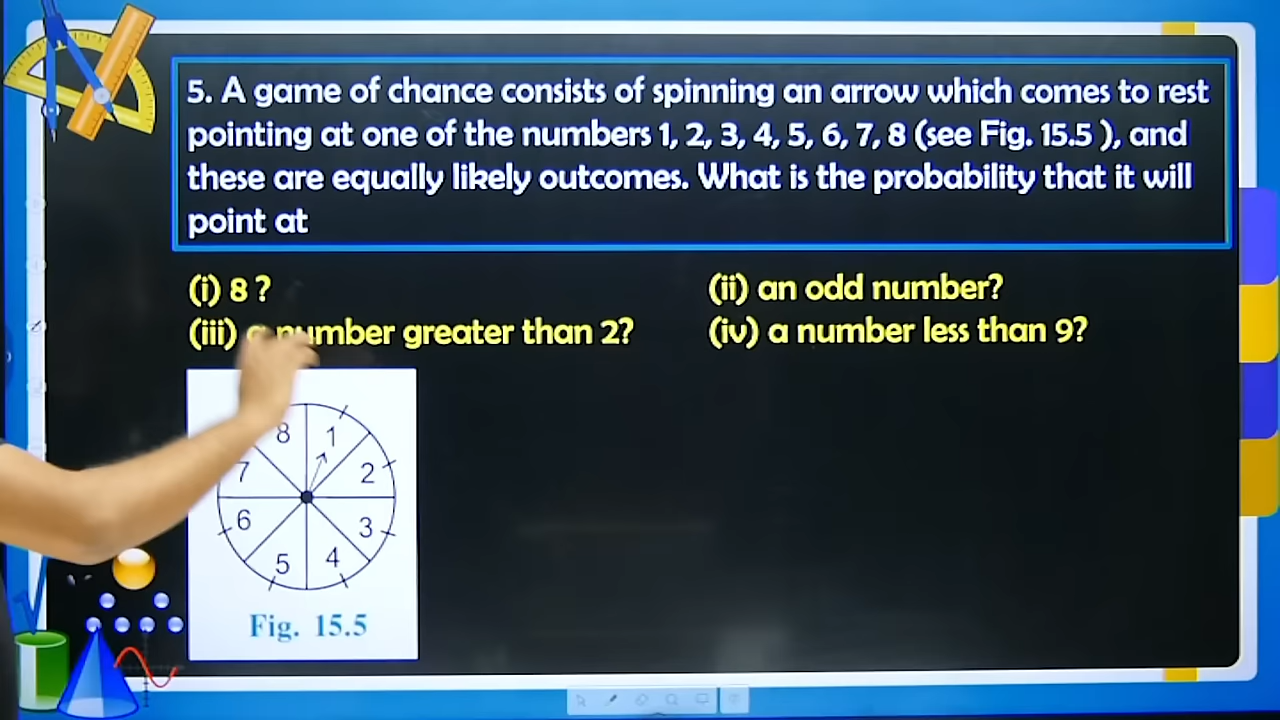 5. A game of chance consists of spinning an arrow which comes to rest
pointing at one of the numbers 1, 2, 3, 4, 5, 6, 7, 8 (see Fig. 15.5 ), and
these are equally likely outcomes. What is the probability that it will
point at
(i) 8 ?
(ii) an odd number?
(iii) a number greater than 2?
(iv) a number less than 9?
8 1
7 2
6 3
5 4
Fig. 15.5